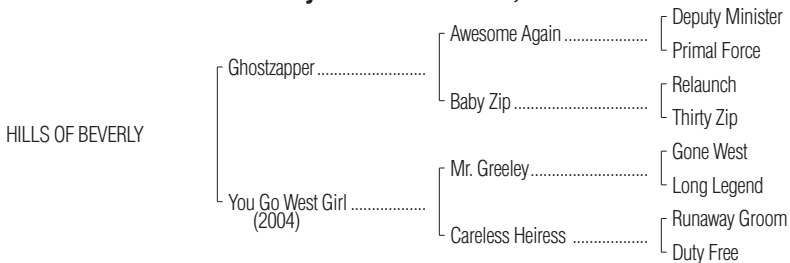 Deputy Minister
Awesome Again ..................
Primal Force
Ghostzapper ..........................
Relaunch
Baby Zip ................................
Thirty Zip
HILLS OF BEVERLY
Gone West
Mr. Greeley............................
Long Legend
You Go West Girl ..................
(2004)
Runaway Groom
Careless Heiress ..................
Duty Free